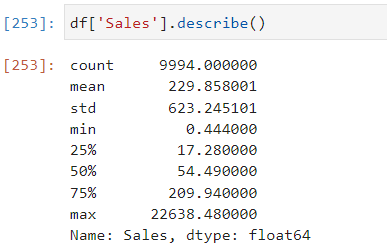 [253]: df['Sales'].describe()
[253]: count 9994.000000
mean 229.858001
std 623.245101
min 0.444000
25% 17.280000
50% 54.490000
75% 209.940000
max 22638.480000
Name: Sales, dtype: float64